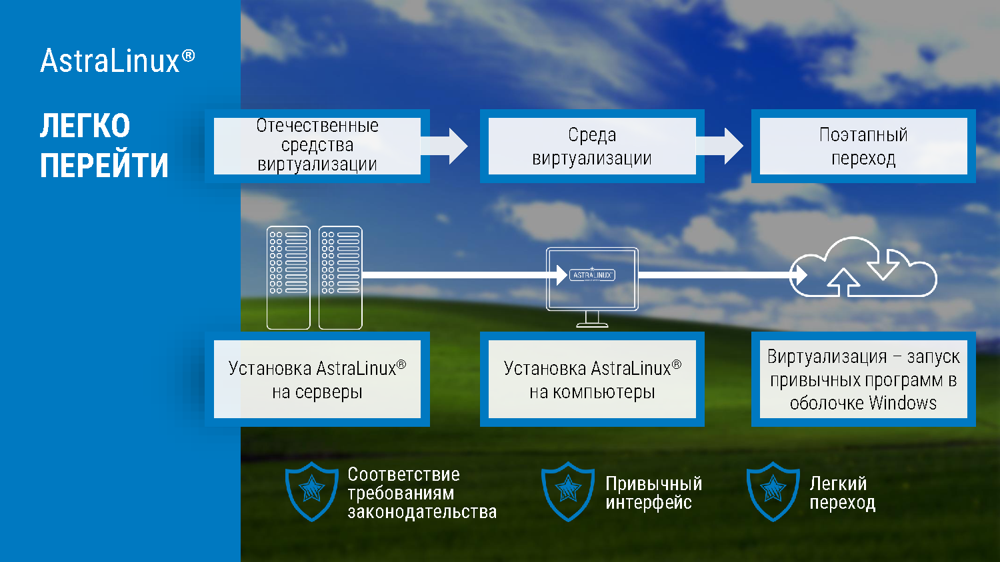 AstraLinux®
ЛЕГКО
ПЕРЕЙТИ
Отечественные
средства
виртуализации
Среда
виртуализации
Поэтапный
переход
ASTRALINUX®
Установка AstraLinux®
на серверы
Установка AstraLinux®
на компьютеры
Виртуализация – запуск
привычных программ в
оболочке Windows
Соответствие
требованиям
законодательства
Привычный
интерфейс
Легкий
переход